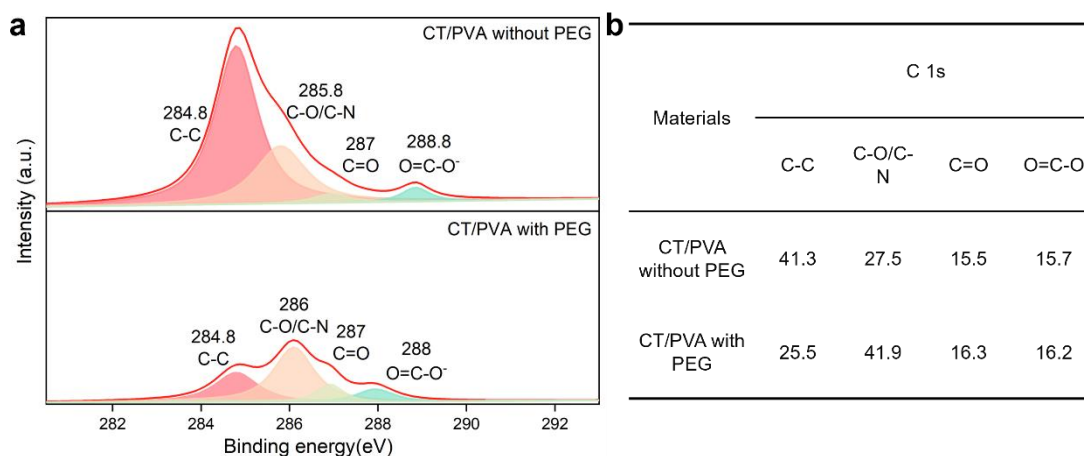 a
CT/PVA without PEG
284.8
C-C
285.8
C-O/C-N
287
C=O
288.8
O=C-O⁻
CT/PVA with PEG
284.8
C-C
286
C-O/C-N
287
C=O
288
O=C-O⁻
Intensity (a.u.)
282 284 286 288 290 292
Binding energy(eV)
b
Materials
C 1s
C-C
C-O/C-
N
C=O
O=C-O
CT/PVA
without PEG
41.3 27.5 15.5 15.7
CT/PVA with
PEG
25.5 41.9 16.3 16.2